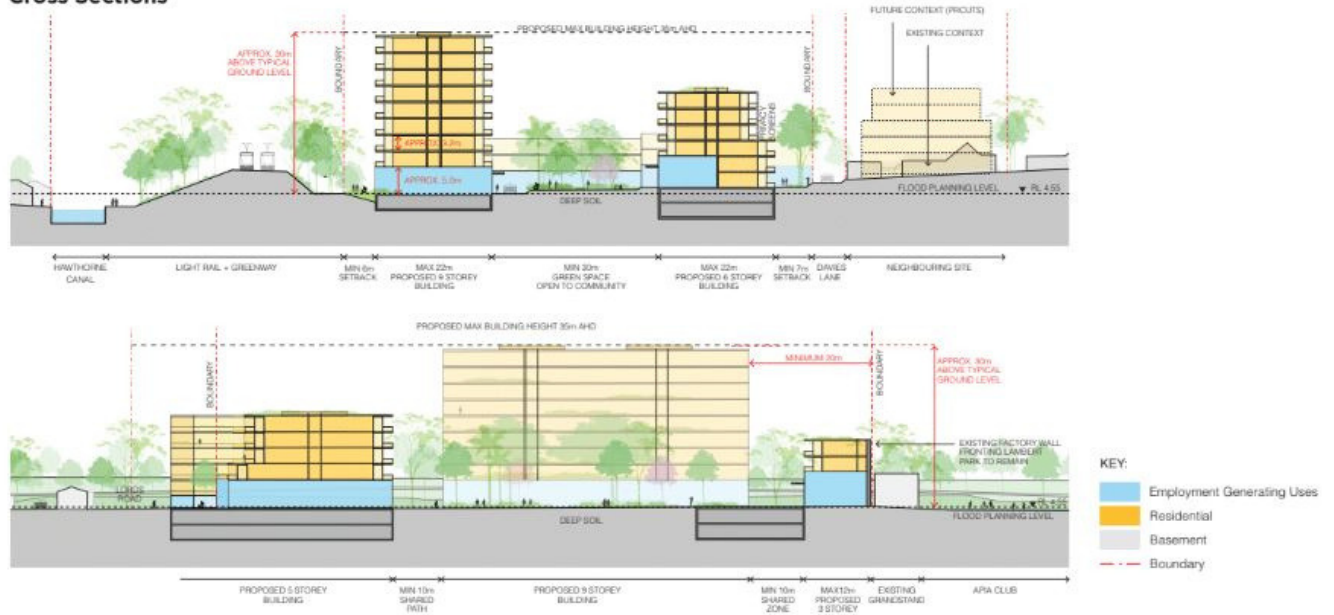 Cross Sections
FUTURE CONTEXT (PRCUTS)
EXISTING CONTEXT
PROPOSED MAX BUILDING HEIGHT 35m AHD
APPROX. 30m
ABOVE TYPICAL
GROUND LEVEL
BOUNDARY
BOUNDARY
PRIVACY
SCREENS
APPROX. 3.2m
APPROX. 5.0m
DEEP SOIL
FLOOD PLANNING LEVEL
RL 4.55
HAWTHORNE
CANAL
LIGHT RAIL + GREENWAY
MIN 6m
SETBACK
MAX 22m
PROPOSED 9 STOREY
BUILDING
MIN 30m
GREEN SPACE
OPEN TO COMMUNITY
MAX 22m
PROPOSED 6 STOREY
BUILDING
MIN 7m
SETBACK
DAVIES
LANE
NEIGHBOURING SITE
PROPOSED MAX BUILDING HEIGHT 35m AHD
BOUNDARY
MINIMUM 20m
BOUNDARY
APPROX. 30m
ABOVE TYPICAL
GROUND LEVEL
EXISTING FACTORY WALL
FRONTING LAMBERT
PARK TO REMAIN
LORDS
ROAD
RL 4.55
DEEP SOIL
FLOOD PLANNING LEVEL
PROPOSED 5 STOREY
BUILDING
MIN 10m
SHARED
PATH
PROPOSED 9 STOREY
BUILDING
MIN 10m
SHARED
ZONE
MAX12m
PROPOSED
3 STOREY
EXISTING
GRANDSTAND
APIA CLUB
KEY:
Employment Generating Uses
Residential
Basement
Boundary